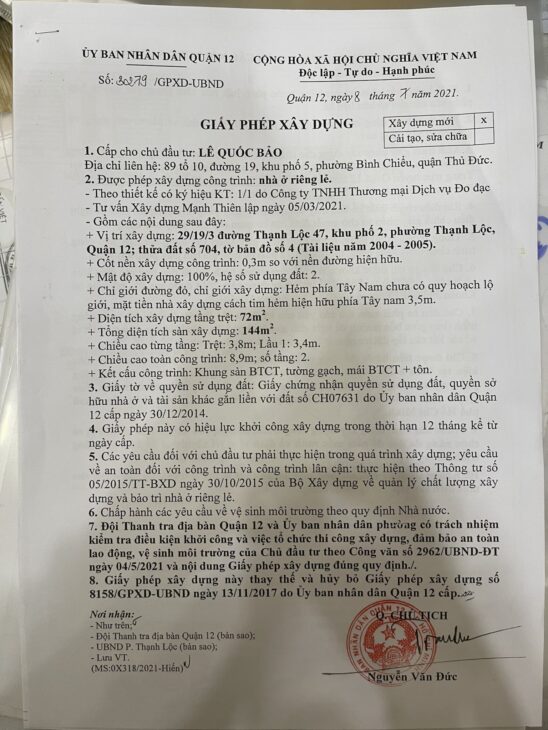 ỦY BAN NHÂN DÂN QUẬN 12
CỘNG HÒA XÃ HỘI CHỦ NGHĨA VIỆT NAM
Độc lập - Tự do - Hạnh phúc
Số: 30279 /GPXD-UBND
Quận 12, ngày 8 tháng 7 năm 2021.
GIẤY PHÉP XÂY DỰNG
Xây dựng mới x
Cải tạo, sửa chữa
1. Cấp cho chủ đầu tư: LÊ QUỐC BẢO
Địa chỉ liên hệ: 89 tổ 10, đường 19, khu phố 5, phường Bình Chiểu, quận Thủ Đức.
2. Được phép xây dựng công trình: nhà ở riêng lẻ.
- Theo thiết kế có ký hiệu KT: 1/1 do Công ty TNHH Thương mại Dịch vụ Đo đạc
- Tư vấn Xây dựng Mạnh Thiên lập ngày 05/03/2021.
- Gồm các nội dung sau đây:
+ Vị trí xây dựng: 29/19/3 đường Thạnh Lộc 47, khu phố 2, phường Thạnh Lộc,
Quận 12; thửa đất số 704, tờ bản đồ số 4 (Tài liệu năm 2004 - 2005).
+ Cốt nền xây dựng công trình: 0,3m so với nền đường hiện hữu.
+ Mật độ xây dựng: 100%, hệ số sử dụng đất: 2.
+ Chỉ giới đường đỏ, chỉ giới xây dựng: Hẻm phía Tây Nam chưa có quy hoạch lộ
giới, mặt tiền nhà xây dựng cách tim hẻm hiện hữu phía Tây nam 3,5m.
+ Diện tích xây dựng tầng trệt: 72m².
+ Tổng diện tích sàn xây dựng: 144m².
+ Chiều cao từng tầng: Trệt: 3,8m; Lầu 1: 3,4m.
+ Chiều cao toàn công trình: 8,9m; số tầng: 2.
+ Kết cấu công trình: Khung sàn BTCT, tường gạch, mái BTCT + tôn.
3. Giấy tờ về quyền sử dụng đất: Giấy chứng nhận quyền sử dụng đất, quyền sở
hữu nhà ở và tài sản khác gắn liền với đất số CH07631 do Ủy ban nhân dân Quận
12 cấp ngày 30/12/2014.
4. Giấy phép này có hiệu lực khởi công xây dựng trong thời hạn 12 tháng kể từ
ngày cấp.
5. Các yêu cầu đối với chủ đầu tư phải thực hiện trong quá trình xây dựng; yêu cầu
về an toàn đối với công trình và công trình lân cận: thực hiện theo Thông tư số
05/2015/TT-BXD ngày 30/10/2015 của Bộ Xây dựng về quản lý chất lượng xây
dựng và bảo trì nhà ở riêng lẻ.
6. Chấp hành các yêu cầu về vệ sinh môi trường theo quy định Nhà nước.
7. Đội Thanh tra địa bàn Quận 12 và Ủy ban nhân dân phường có trách nhiệm
kiểm tra điều kiện khởi công và việc tổ chức thi công xây dựng, đảm bảo an toàn
lao động, vệ sinh môi trường của Chủ đầu tư theo Công văn số 2962/UBND-ĐT
ngày 04/5/2021 và nội dung Giấy phép xây dựng đúng quy định./.
8. Giấy phép xây dựng này thay thế và hủy bỏ Giấy phép xây dựng số
8158/GPXD-UBND ngày 13/11/2017 do Ủy ban nhân dân Quận 12 cấp.
Nơi nhận:
- Như trên;
- Đội Thanh tra địa bàn Quận 12 (bản sao);
- UBND P. Thạnh Lộc (bản sao);
- Lưu VT.
(MS:0X318/2021-Hiền)
Q. CHỦ TỊCH
Nguyễn Văn Đức